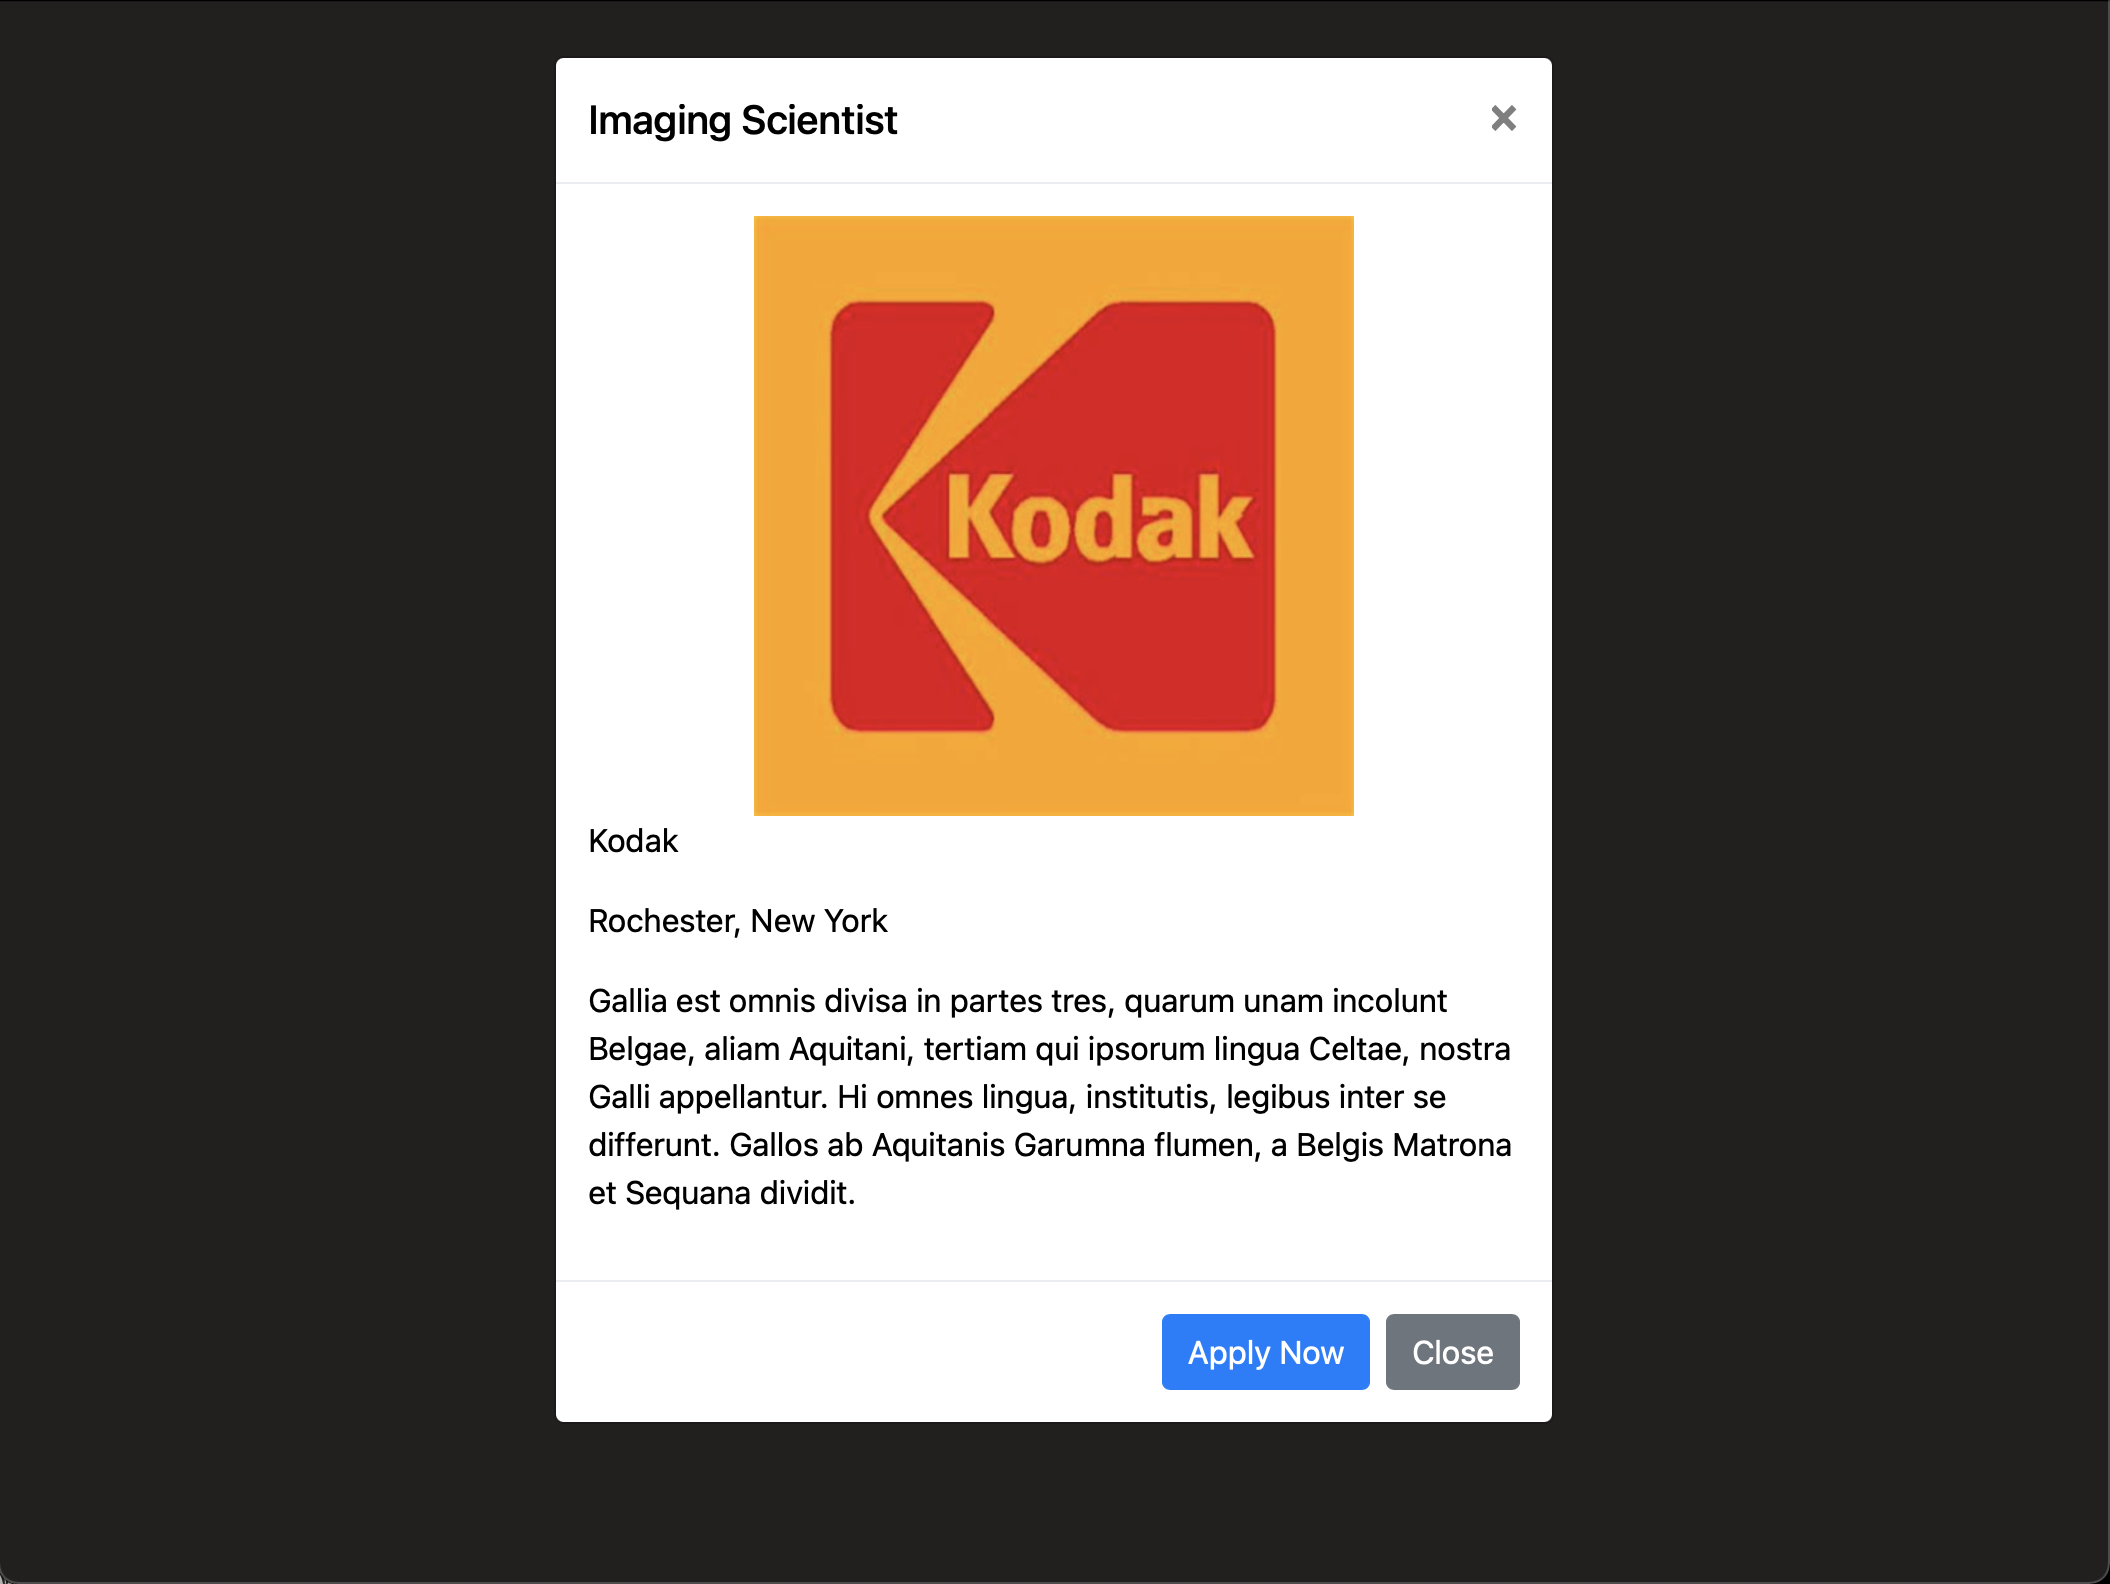 Imaging Scientist
×
Kodak
Kodak
Rochester, New York
Gallia est omnis divisa in partes tres, quarum unam incolunt
Belgae, aliam Aquitani, tertiam qui ipsorum lingua Celtae, nostra
Galli appellantur. Hi omnes lingua, institutis, legibus inter se
differunt. Gallos ab Aquitanis Garumna flumen, a Belgis Matrona
et Sequana dividit.
Apply Now
Close